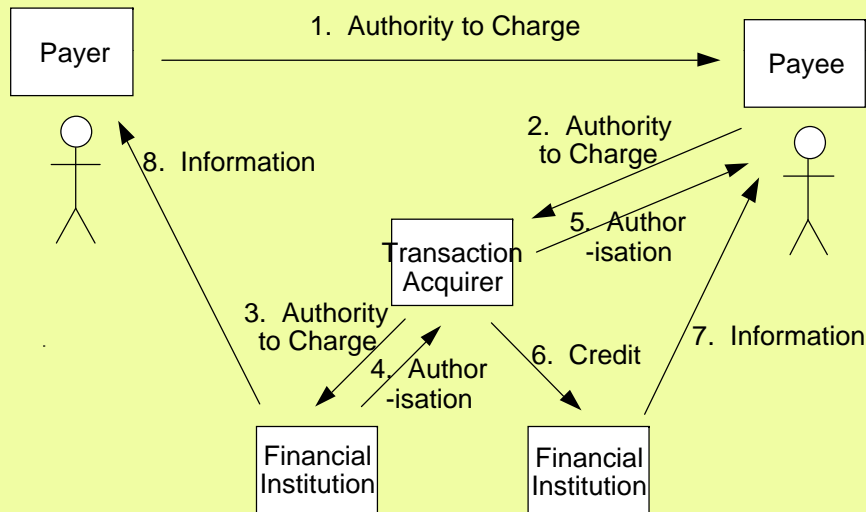 1. Authority to Charge
Payer
Payee
2. Authority
to Charge
8. Information
5. Author
-isation
Transaction
Acquirer
3. Authority
to Charge
4. Author
-isation
6. Credit
7. Information
Financial
Institution
Financial
Institution